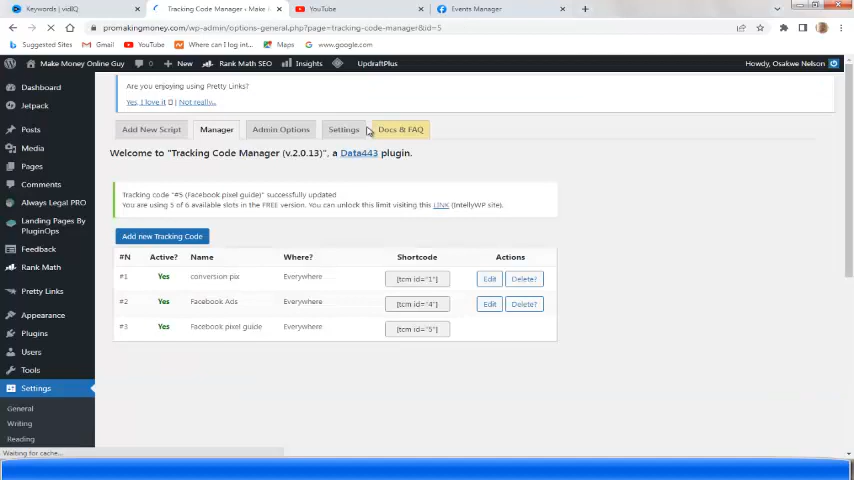 Keywords | vidIQ
Tracking Code Manager ‹ Make M
YouTube
Events Manager
promakingmoney.com/wp-admin/options-general.php?page=tracking-code-manager&id=5
Suggested Sites
Gmail
YouTube
Where can I log int...
Maps
www.google.com
Make Money Online Guy
0
New
Rank Math SEO
Insights
UpdraftPlus
Howdy, Osakwe Nelson
Dashboard
Jetpack
Posts
Media
Pages
Comments
Always Legal PRO
Landing Pages By
PluginOps
Feedback
Rank Math
Pretty Links
Appearance
Plugins
Users
Tools
Settings
General
Writing
Reading
Are you enjoying using Pretty Links?
Yes, I love it
Not really...
Add New Script
Manager
Admin Options
Settings
Docs & FAQ
Welcome to "Tracking Code Manager (v.2.0.13)", a Data443 plugin.
Tracking code "#5 (Facebook pixel guide)" successfully updated
You are using 5 of 6 available slots in the FREE version. You can unlock this limit visiting this LINK (IntellyWP site).
Add new Tracking Code
#N Active? Name Where? Shortcode Actions
#1 Yes conversion pix Everywhere [tcm id="1"] Edit Delete?
#2 Yes Facebook Ads Everywhere [tcm id="4"] Edit Delete?
#3 Yes Facebook pixel guide Everywhere [tcm id="5"]
Waiting for cache...